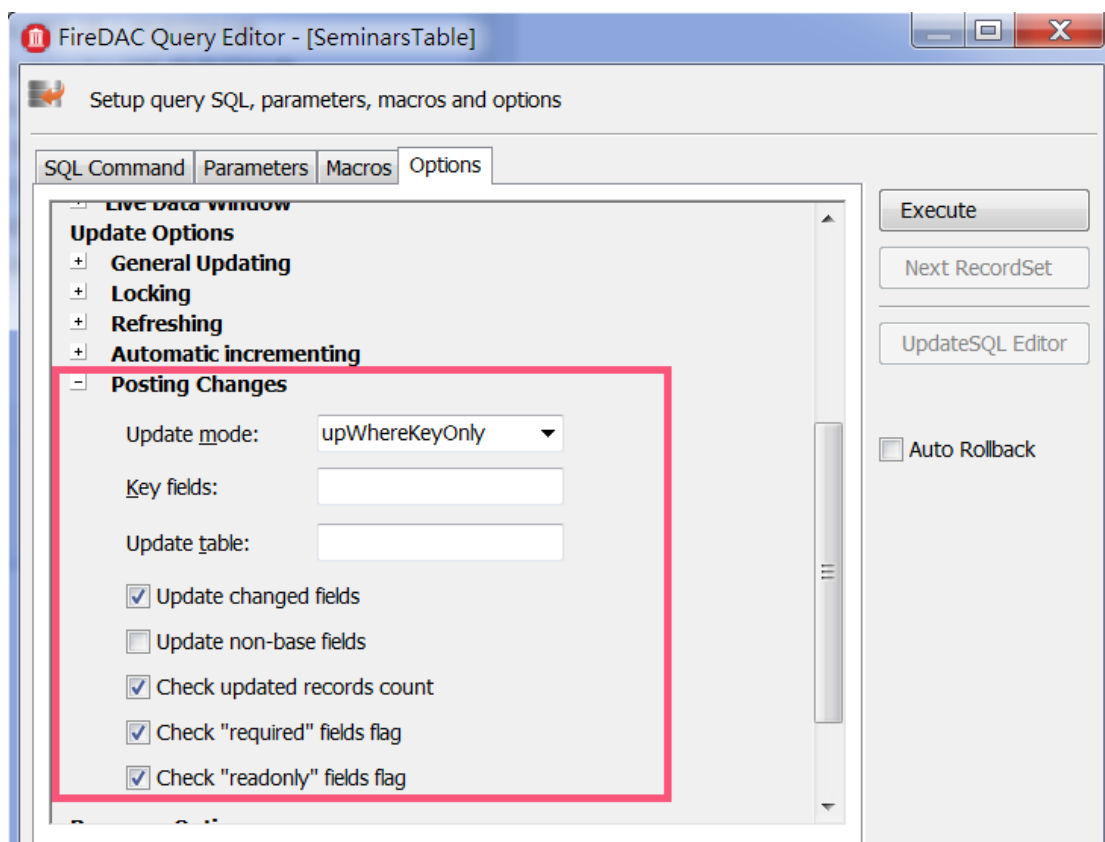 FireDAC Query Editor - [SeminarsTable]
Setup query SQL, parameters, macros and options
SQL Command Parameters Macros Options
Live Data Window
Execute
Update Options
General Updating
Next RecordSet
Locking
Refreshing
UpdateSQL Editor
Automatic incrementing
Posting Changes
Update mode: upWhereKeyOnly
Auto Rollback
Key fields:
Update table:
Update changed fields
Update non-base fields
Check updated records count
Check "required" fields flag
Check "readonly" fields flag